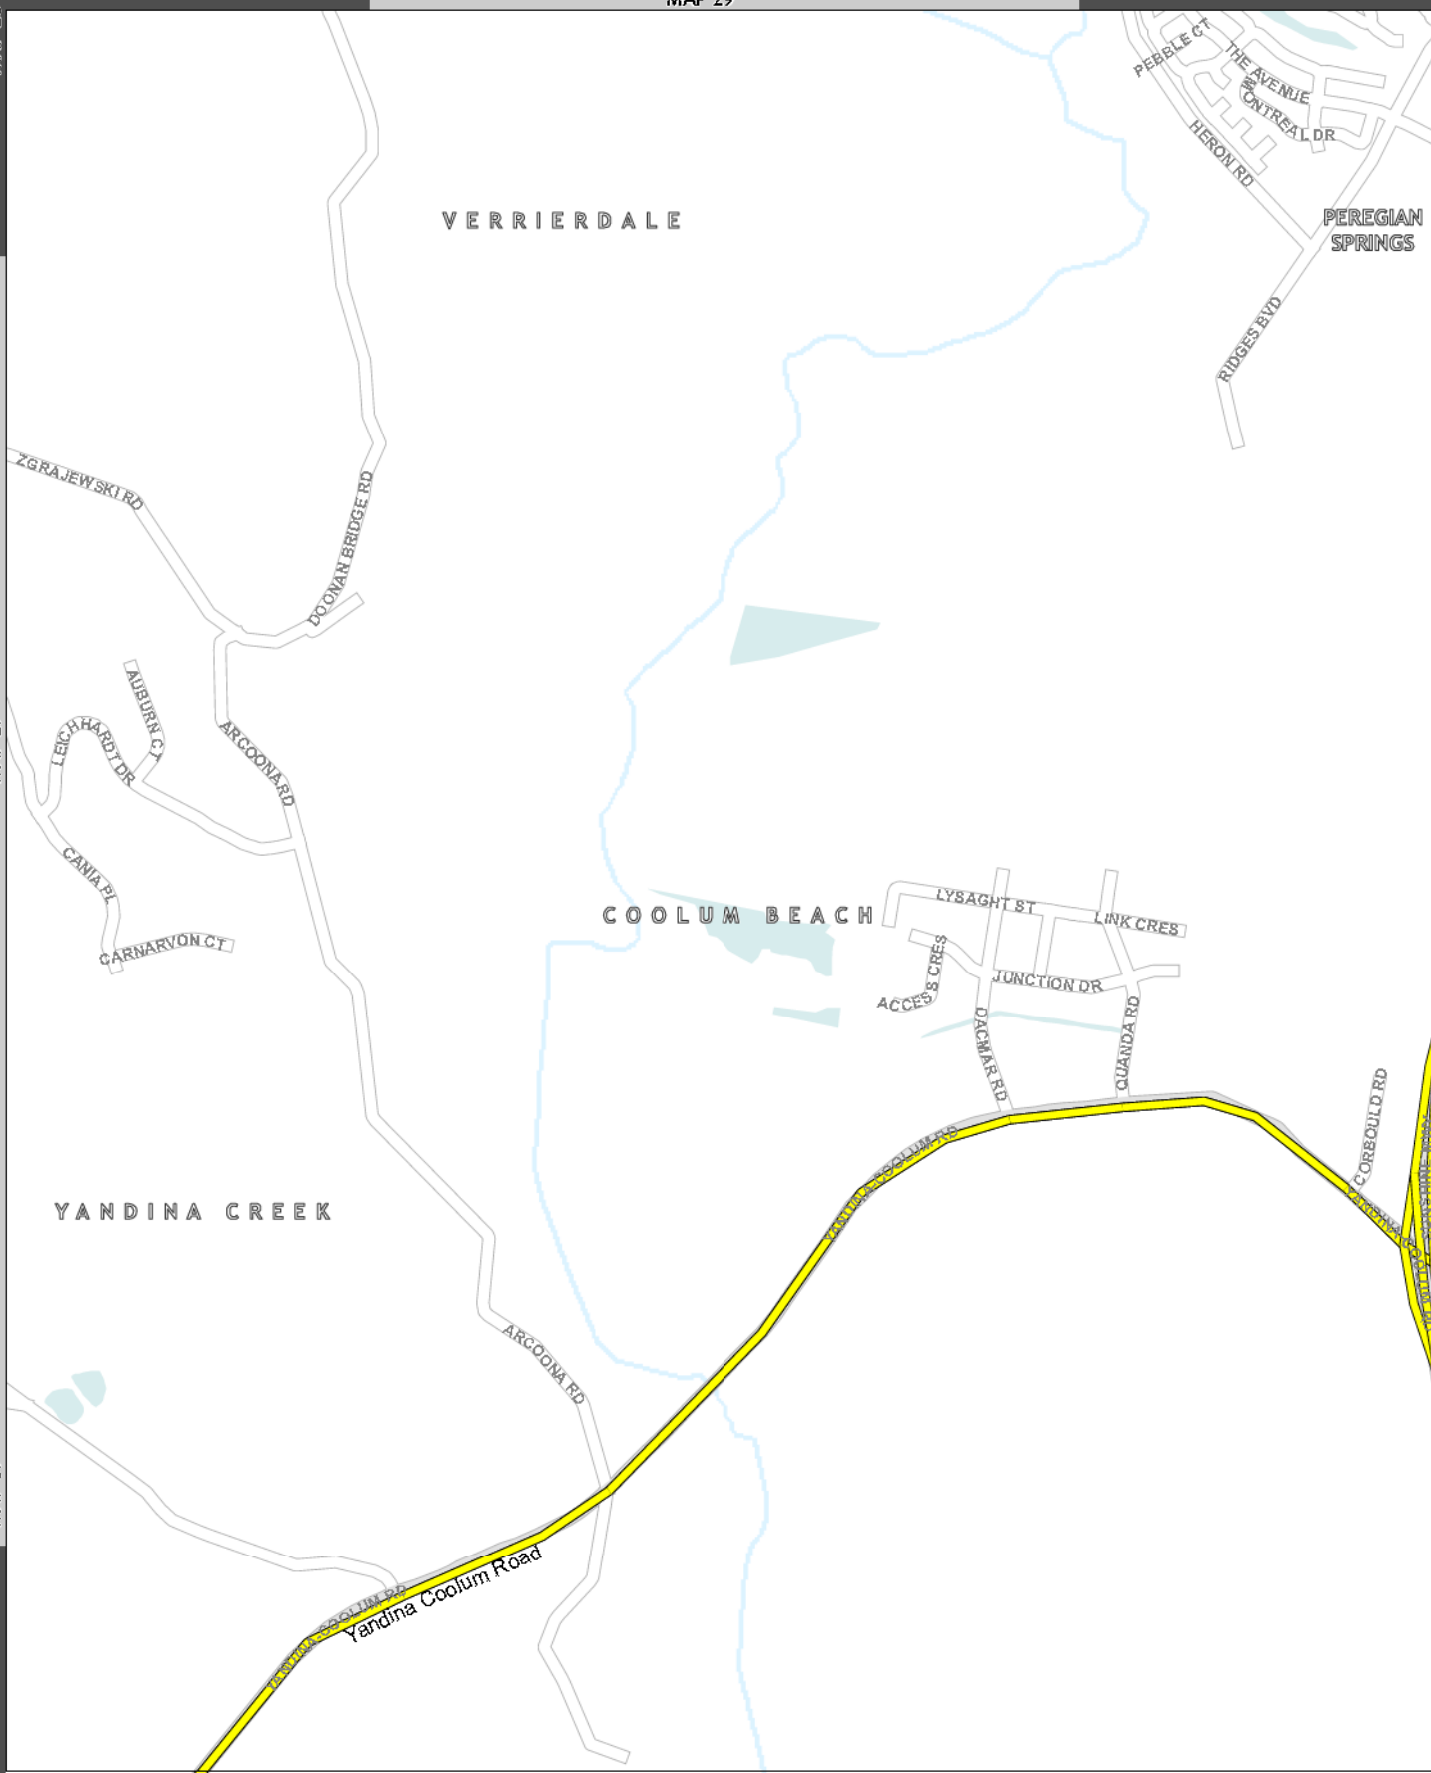 MAP 29
PEBBLE CT
THE AVENUE
MONTREAL DR
HERON RD
VERRIERDALE
PEREGIAN
SPRINGS
RIDGES BVD
ZGRAJEWSKI RD
DOONAN BRIDGE RD
AUBURN CT
LEICHHARDT DR
ARCOONA RD
CANIA PL
CARNARVON CT
COOLUM BEACH
LYSAGHT ST
LINK CRES
ACCESS CRES
JUNCTION DR
DACMAR RD
QUANDA RD
CORBOULD RD
YANDINA-COOLUM RD
YANDINA-COOLUM RD
YANDINA CREEK
ARCOONA RD
YANDINA-COOLUM RD
Yandina Coolum Road